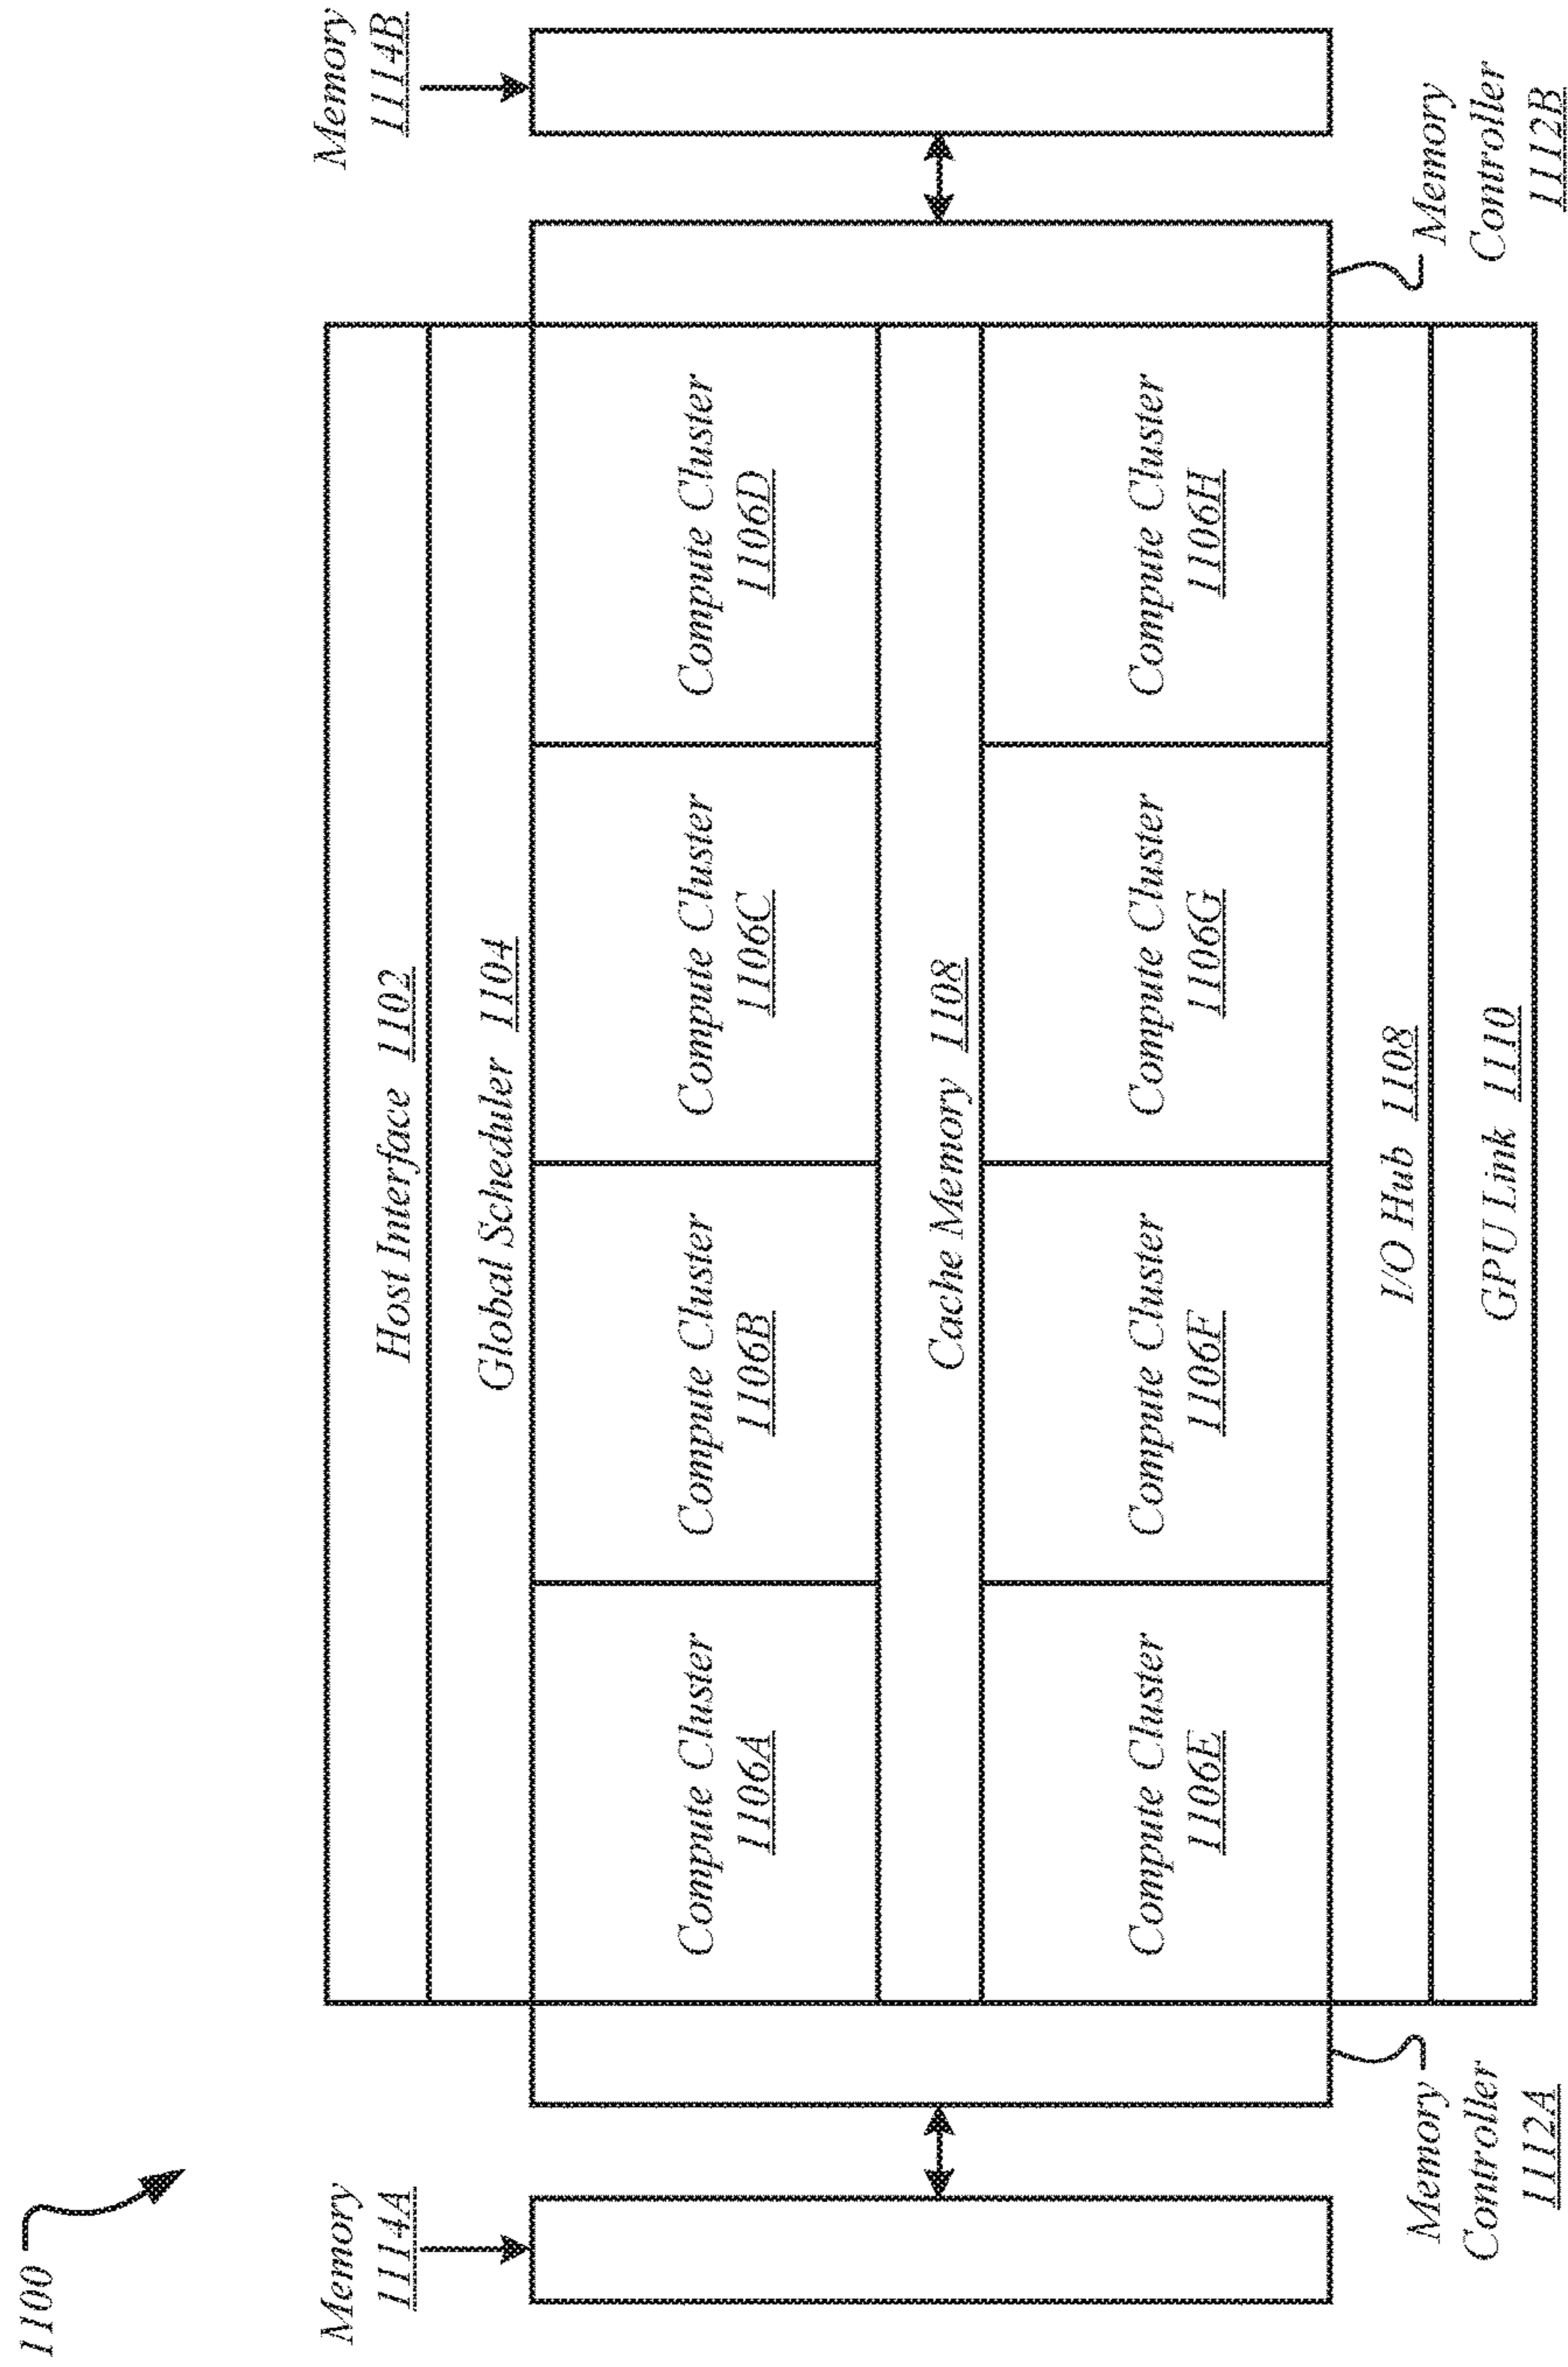 1100
Memory
1114A
Memory
1114B
Host Interface 1102
Global Scheduler 1104
Compute Cluster
1106A
Compute Cluster
1106B
Compute Cluster
1106C
Compute Cluster
1106D
Cache Memory 1108
Compute Cluster
1106E
Compute Cluster
1106F
Compute Cluster
1106G
Compute Cluster
1106H
I/O Hub 1108
GPU Link 1110
Memory
Controller
1112A
Memory
Controller
1112B